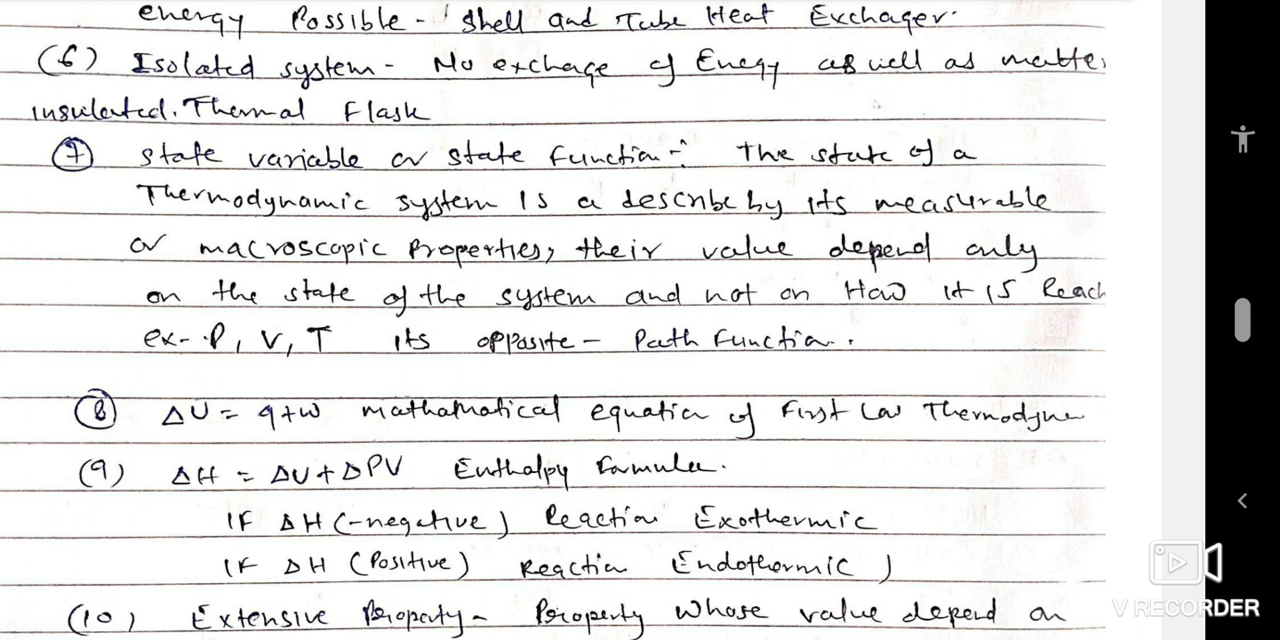 energy Possible - Shell and Tube Heat Exchager.
(6) Isolated system - No exchage of Enegy as well as matte
insulated. Thermal Flask
(7) State variable or state Function -: The state of a
Thermodynamic system is a describe by its measurable
or macroscopic Properties, their value depend only
on the state of the system and not on How it is Reach
ex- P, V, T its opposite - Path Function.
(8) ΔU = q+w mathamatical equation of First Law Thermodyne
(9) ΔH = ΔU + ΔPV Enthalpy Formula.
IF ΔH (-negative) Reaction Exothermic
IF ΔH (Positive) Reaction Endothermic )
(10) Extensive Property - Property whose value depend on
V RECORDER